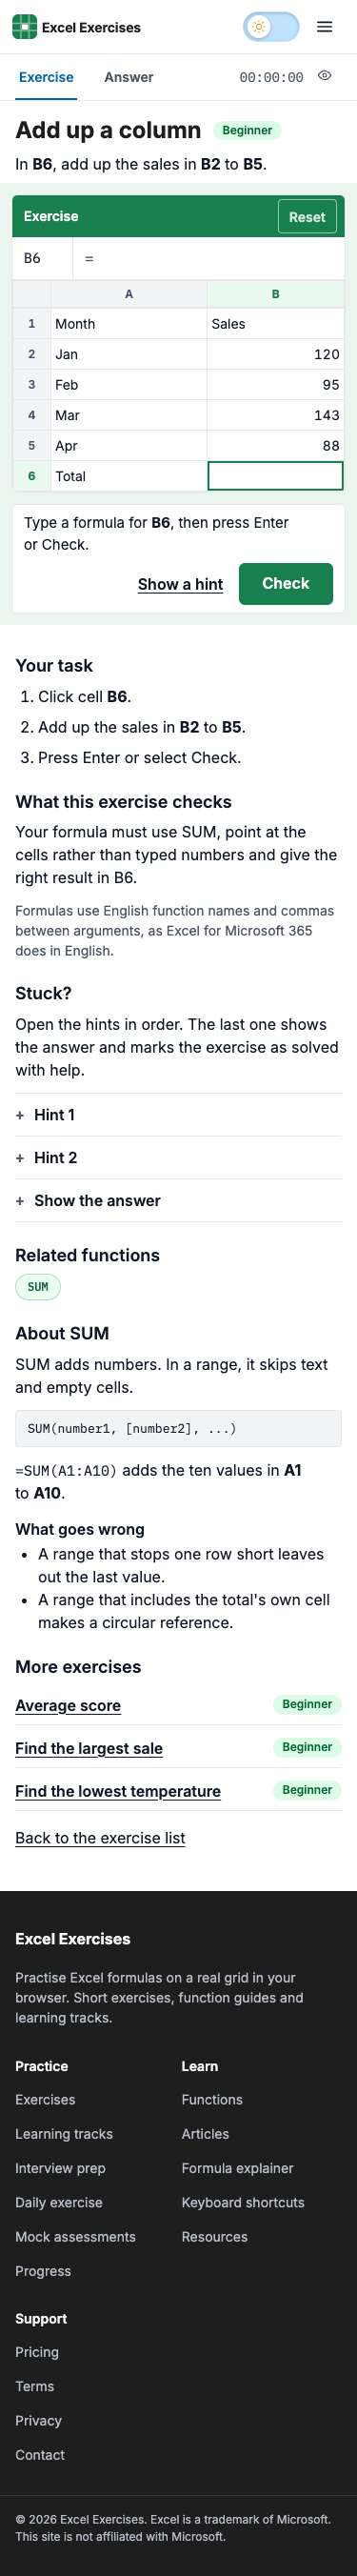 Excel Exercises
Exercise Answer 00:00:00
Add up a column Beginner
In B6, add up the sales in B2 to B5.
Exercise Reset
B6 =
A B
1 Month Sales
2 Jan 120
3 Feb 95
4 Mar 143
5 Apr 88
6 Total
Type a formula for B6, then press Enter
or Check.
Show a hint Check
Your task
1. Click cell B6.
2. Add up the sales in B2 to B5.
3. Press Enter or select Check.
What this exercise checks
Your formula must use SUM, point at the
cells rather than typed numbers and give the
right result in B6.
Formulas use English function names and commas
between arguments, as Excel for Microsoft 365
does in English.
Stuck?
Open the hints in order. The last one shows
the answer and marks the exercise as solved
with help.
+ Hint 1
+ Hint 2
+ Show the answer
Related functions
SUM
About SUM
SUM adds numbers. In a range, it skips text
and empty cells.
SUM(number1, [number2], ...)
=SUM(A1:A10) adds the ten values in A1
to A10.
What goes wrong
• A range that stops one row short leaves
out the last value.
• A range that includes the total's own cell
makes a circular reference.
More exercises
Average score Beginner
Find the largest sale Beginner
Find the lowest temperature Beginner
Back to the exercise list
Excel Exercises
Practise Excel formulas on a real grid in your
browser. Short exercises, function guides and
learning tracks.
Practice Learn
Exercises Functions
Learning tracks Articles
Interview prep Formula explainer
Daily exercise Keyboard shortcuts
Mock assessments Resources
Progress
Support
Pricing
Terms
Privacy
Contact
© 2026 Excel Exercises. Excel is a trademark of Microsoft.
This site is not affiliated with Microsoft.